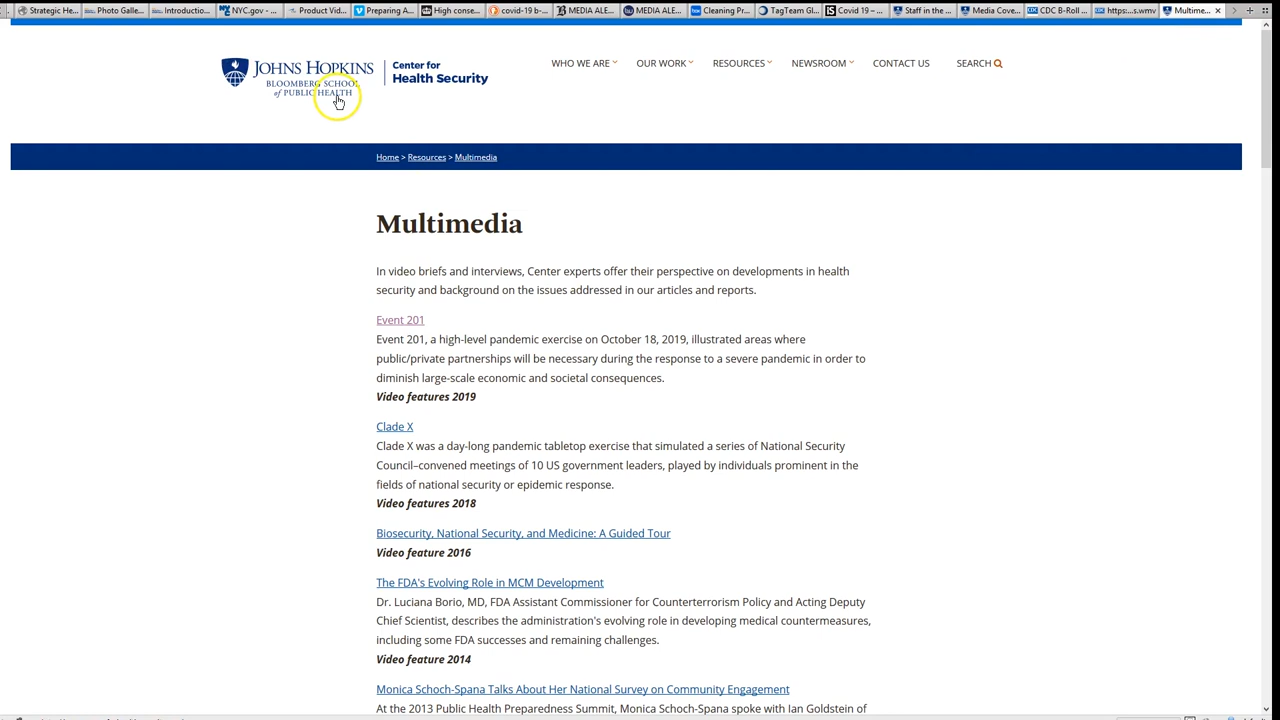 Strategic He...
Photo Galle...
Introduction...
NYC.gov - ...
Product Vid...
Preparing A...
High conse...
covid-19 b-...
MEDIA ALE...
MEDIA ALE...
Cleaning Pr...
TagTeam Gl...
Covid 19 – ...
Staff in the ...
Media Cove...
CDC B-Roll ...
https:...s.wmv
Multime...
JOHNS HOPKINS
BLOOMBERG SCHOOL
of PUBLIC HEALTH
Center for
Health Security
WHO WE ARE
OUR WORK
RESOURCES
NEWSROOM
CONTACT US
SEARCH
Home > Resources > Multimedia
Multimedia
In video briefs and interviews, Center experts offer their perspective on developments in health
security and background on the issues addressed in our articles and reports.
Event 201
Event 201, a high-level pandemic exercise on October 18, 2019, illustrated areas where
public/private partnerships will be necessary during the response to a severe pandemic in order to
diminish large-scale economic and societal consequences.
Video features 2019
Clade X
Clade X was a day-long pandemic tabletop exercise that simulated a series of National Security
Council–convened meetings of 10 US government leaders, played by individuals prominent in the
fields of national security or epidemic response.
Video features 2018
Biosecurity, National Security, and Medicine: A Guided Tour
Video feature 2016
The FDA's Evolving Role in MCM Development
Dr. Luciana Borio, MD, FDA Assistant Commissioner for Counterterrorism Policy and Acting Deputy
Chief Scientist, describes the administration's evolving role in developing medical countermeasures,
including some FDA successes and remaining challenges.
Video feature 2014
Monica Schoch-Spana Talks About Her National Survey on Community Engagement
At the 2013 Public Health Preparedness Summit, Monica Schoch-Spana spoke with Ian Goldstein of